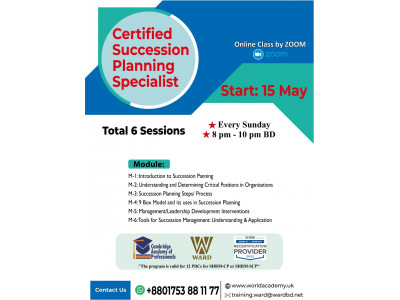 Certified
Succession
Planning
Specialist
Online Class by ZOOM
zoom
Start: 15 May
Total 6 Sessions
Every Sunday
8 pm - 10 pm BD
Module:
M-1: Introduction to Succession Planning
M-2: Understanding and Determing Critical Positions in Organizations
M-3: Succession Planning Steps/ Process
M-4: 9 Box Model and its uses in Succession Planning
M-5: Management/Leadership Development Interventions
M-6: Tools for Succession Management: Understanding & Application
Cambridge
Academy of
Professionals
WARD
SHRM
RECERTIFICATION
PROVIDER
"The program is valid for 12 PDCs for SHRM-CP or SHRM-SCP"
Contact Us
+8801753 88 11 77
www.worldacademy.uk
training.ward@wardbd.net